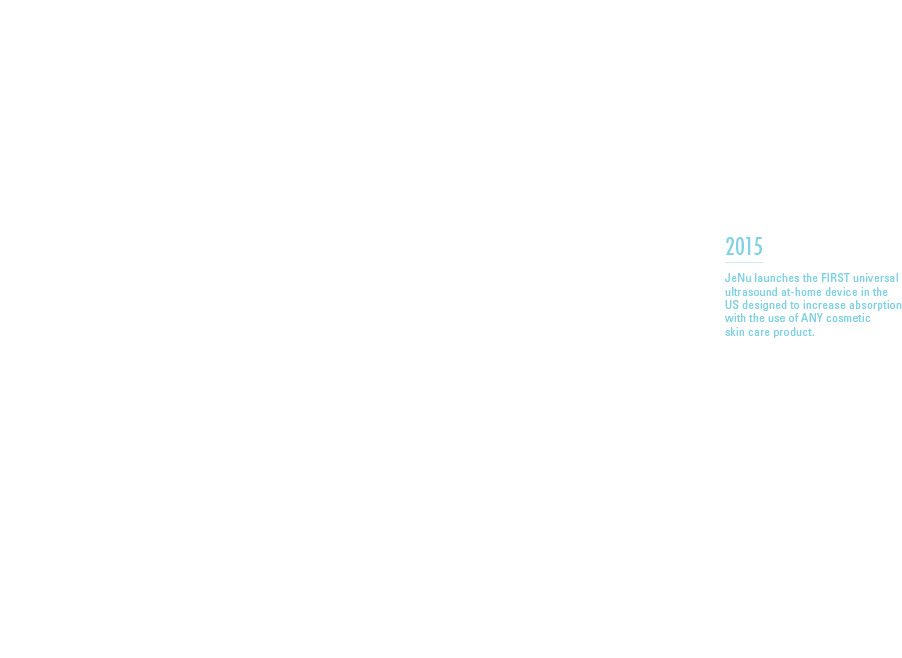 2015
JeNu launches the FIRST universal
ultrasound at-home device in the
US designed to increase absorption
with the use of ANY cosmetic
skin care product.